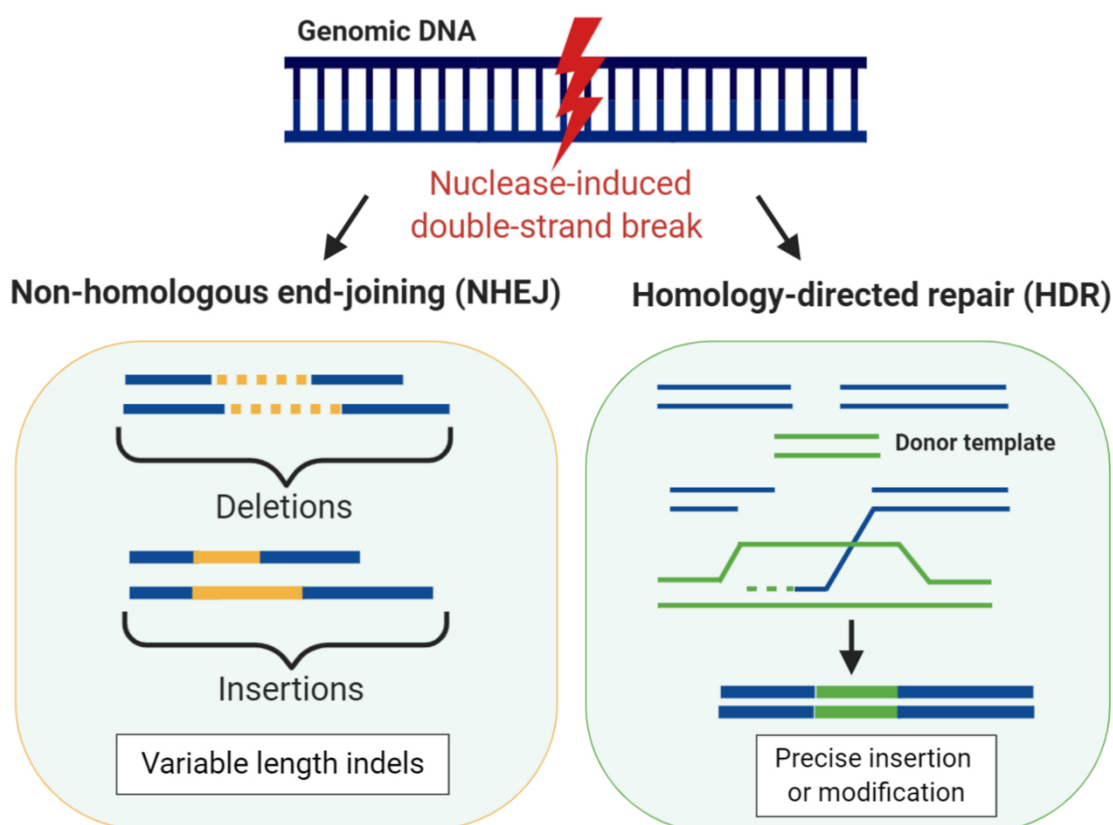 Genomic DNA
Nuclease-induced
double-strand break
Non-homologous end-joining (NHEJ)
Homology-directed repair (HDR)
Deletions
Insertions
Variable length indels
Donor template
Precise insertion
or modification